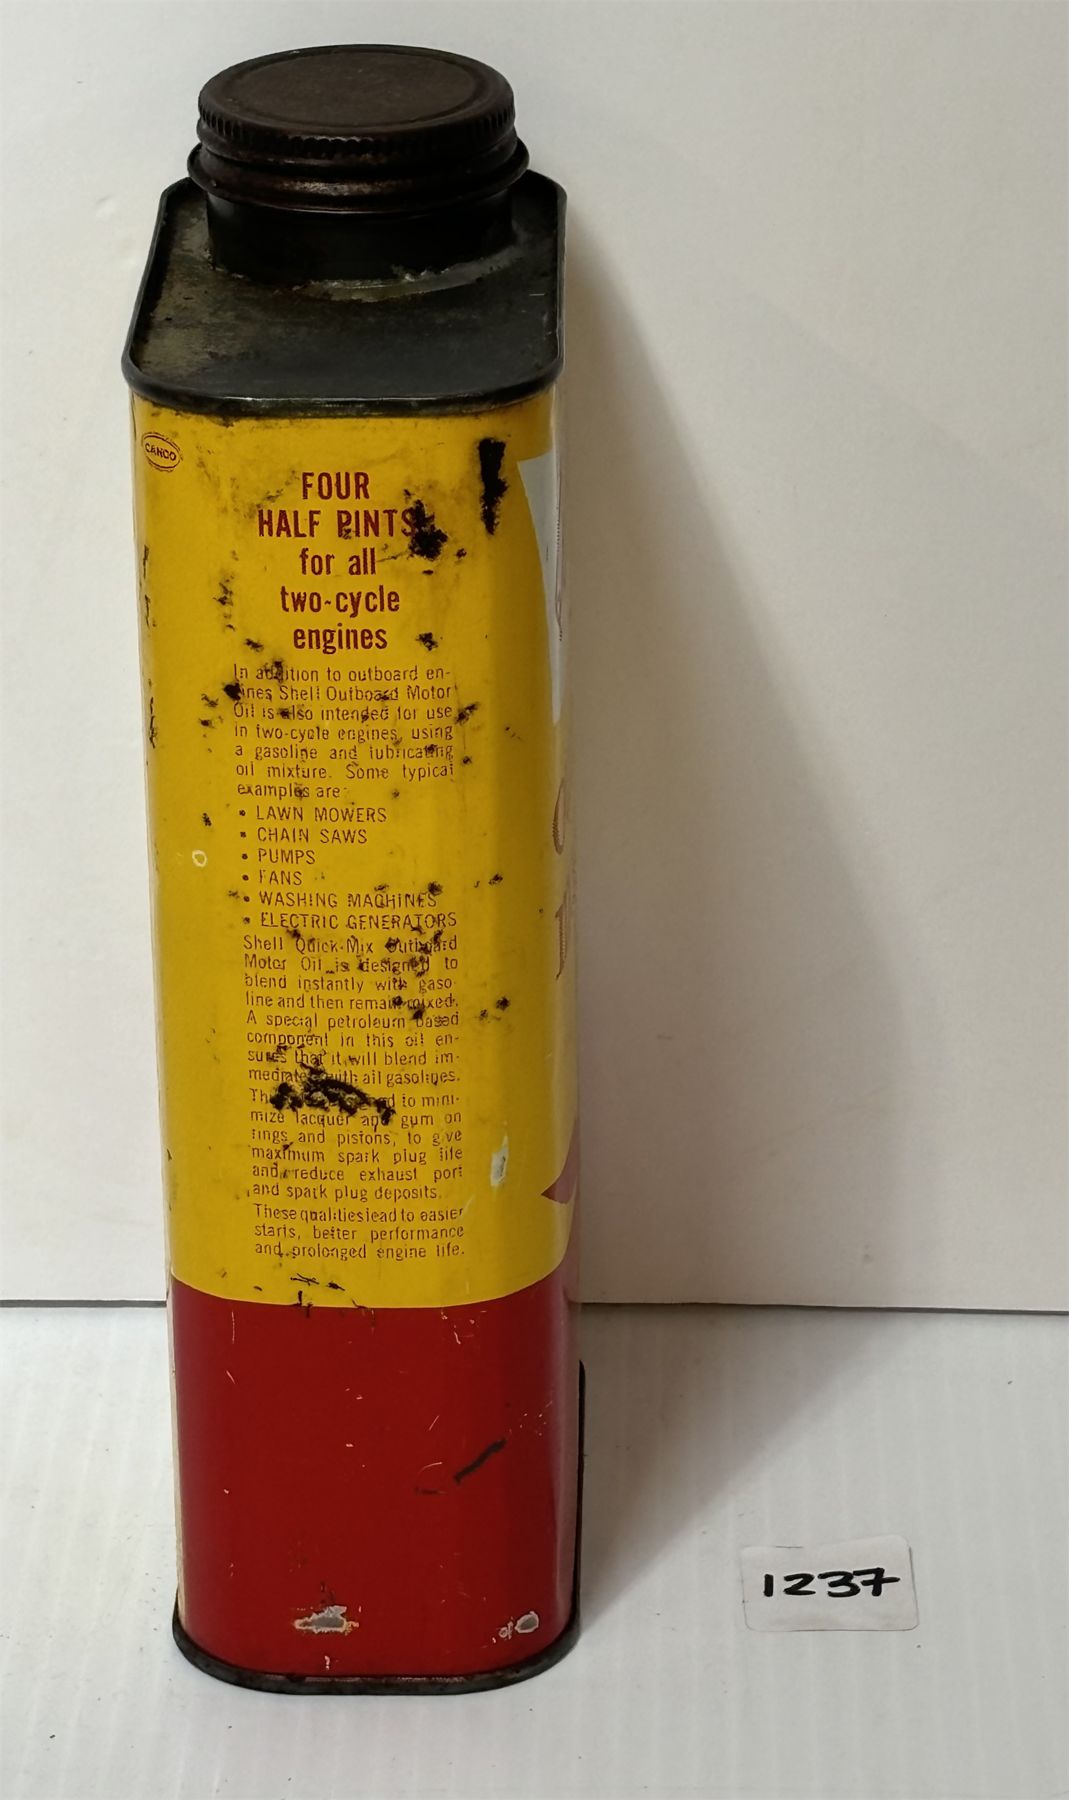 CANCO
FOUR
HALF PINTS
for all
two-cycle
engines
In addition to outboard en-
gines Shell Outboard Motor
Oil is also intended for use
in two-cycle engines, using
a gasoline and lubricating
oil mixture. Some typical
examples are:
• LAWN MOWERS
• CHAIN SAWS
• PUMPS
• FANS
• WASHING MACHINES
• ELECTRIC GENERATORS
Shell Quick-Mix Outboard
Motor Oil is designed to
blend instantly with gaso-
line and then remain mixed.
A special petroleum based
component in this oil en-
sures that it will blend im-
mediately with all gasolines.
to mini-
mize lacquer and gum on
rings and pistons, to give
maximum spark plug life
and reduce exhaust port
and spark plug deposits.
These qualities lead to easier
starts, better performance
and prolonged engine life.
1237